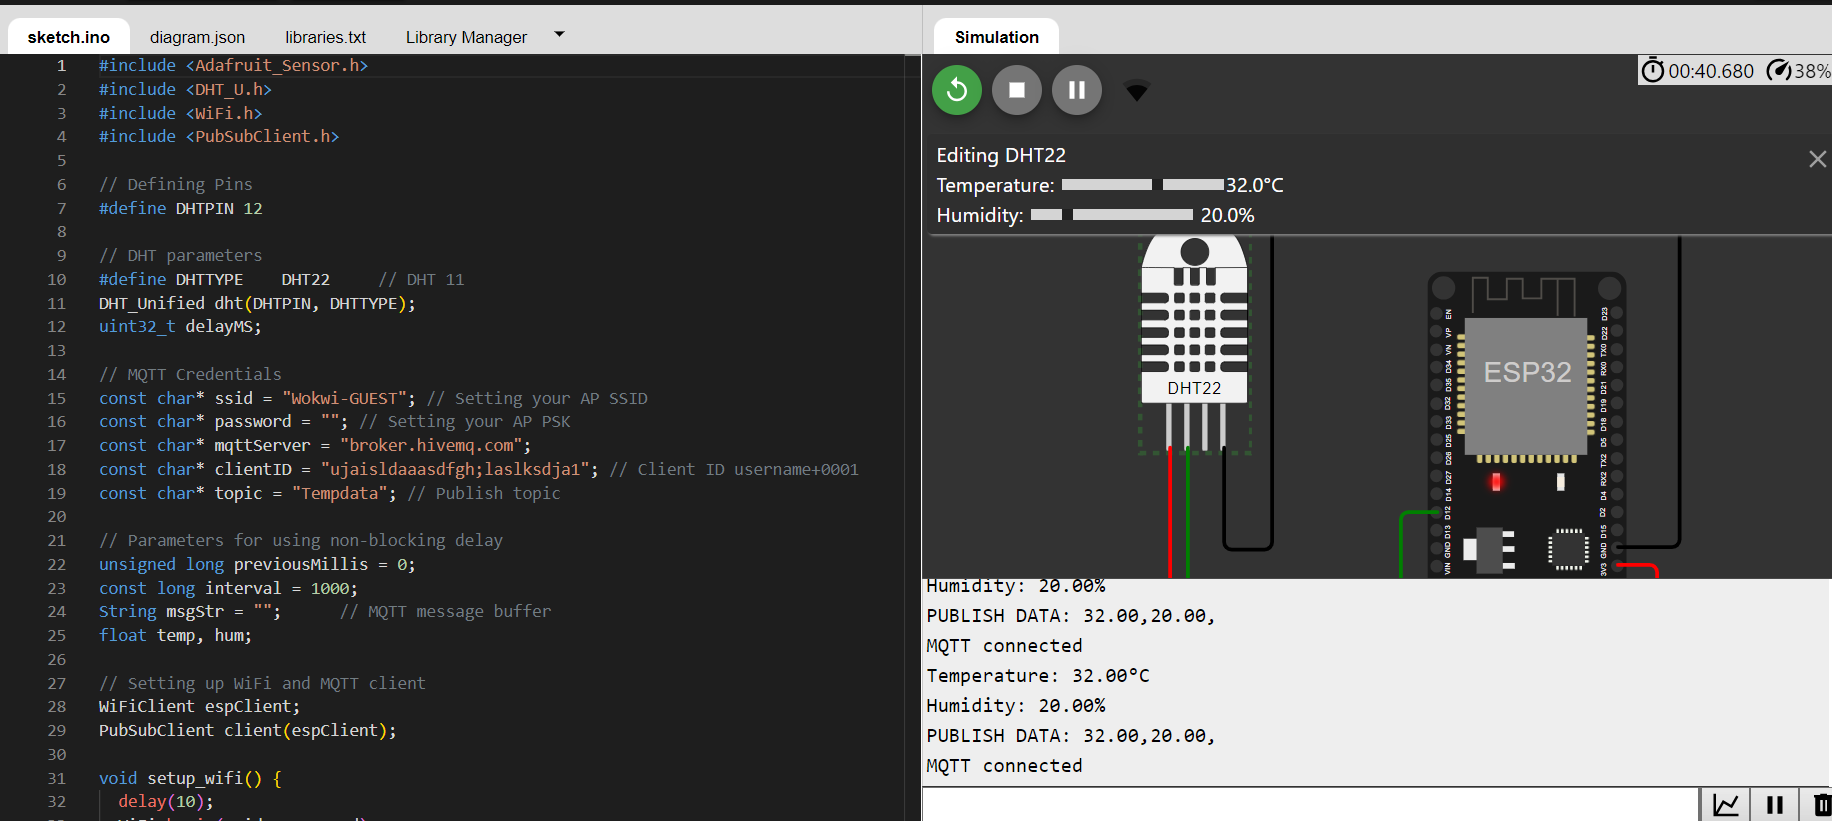 sketch.ino diagram.json libraries.txt Library Manager
1 #include <Adafruit_Sensor.h>
2 #include <DHT_U.h>
3 #include <WiFi.h>
4 #include <PubSubClient.h>
5
6 // Defining Pins
7 #define DHTPIN 12
8
9 // DHT parameters
10 #define DHTTYPE    DHT22     // DHT 11
11 DHT_Unified dht(DHTPIN, DHTTYPE);
12 uint32_t delayMS;
13
14 // MQTT Credentials
15 const char* ssid = "Wokwi-GUEST"; // Setting your AP SSID
16 const char* password = ""; // Setting your AP PSK
17 const char* mqttServer = "broker.hivemq.com";
18 const char* clientID = "ujaisldaaasdfgh;laslksdja1"; // Client ID username+0001
19 const char* topic = "Tempdata"; // Publish topic
20
21 // Parameters for using non-blocking delay
22 unsigned long previousMillis = 0;
23 const long interval = 1000;
24 String msgStr = "";      // MQTT message buffer
25 float temp, hum;
26
27 // Setting up WiFi and MQTT client
28 WiFiClient espClient;
29 PubSubClient client(espClient);
30
31 void setup_wifi() {
32   delay(10);
Simulation
00:40.680 38%
Editing DHT22
Temperature: 32.0°C
Humidity: 20.0%
DHT22
ESP32
EN
VP
VN
D34
D35
D32
D33
D25
D26
D27
D14
D12
D13
GND
VIN
D23
D22
TX0
RX0
D21
D19
D18
D5
TX2
RX2
D4
D2
D15
GND
3V3
Humidity: 20.00%
PUBLISH DATA: 32.00,20.00,
MQTT connected
Temperature: 32.00°C
Humidity: 20.00%
PUBLISH DATA: 32.00,20.00,
MQTT connected